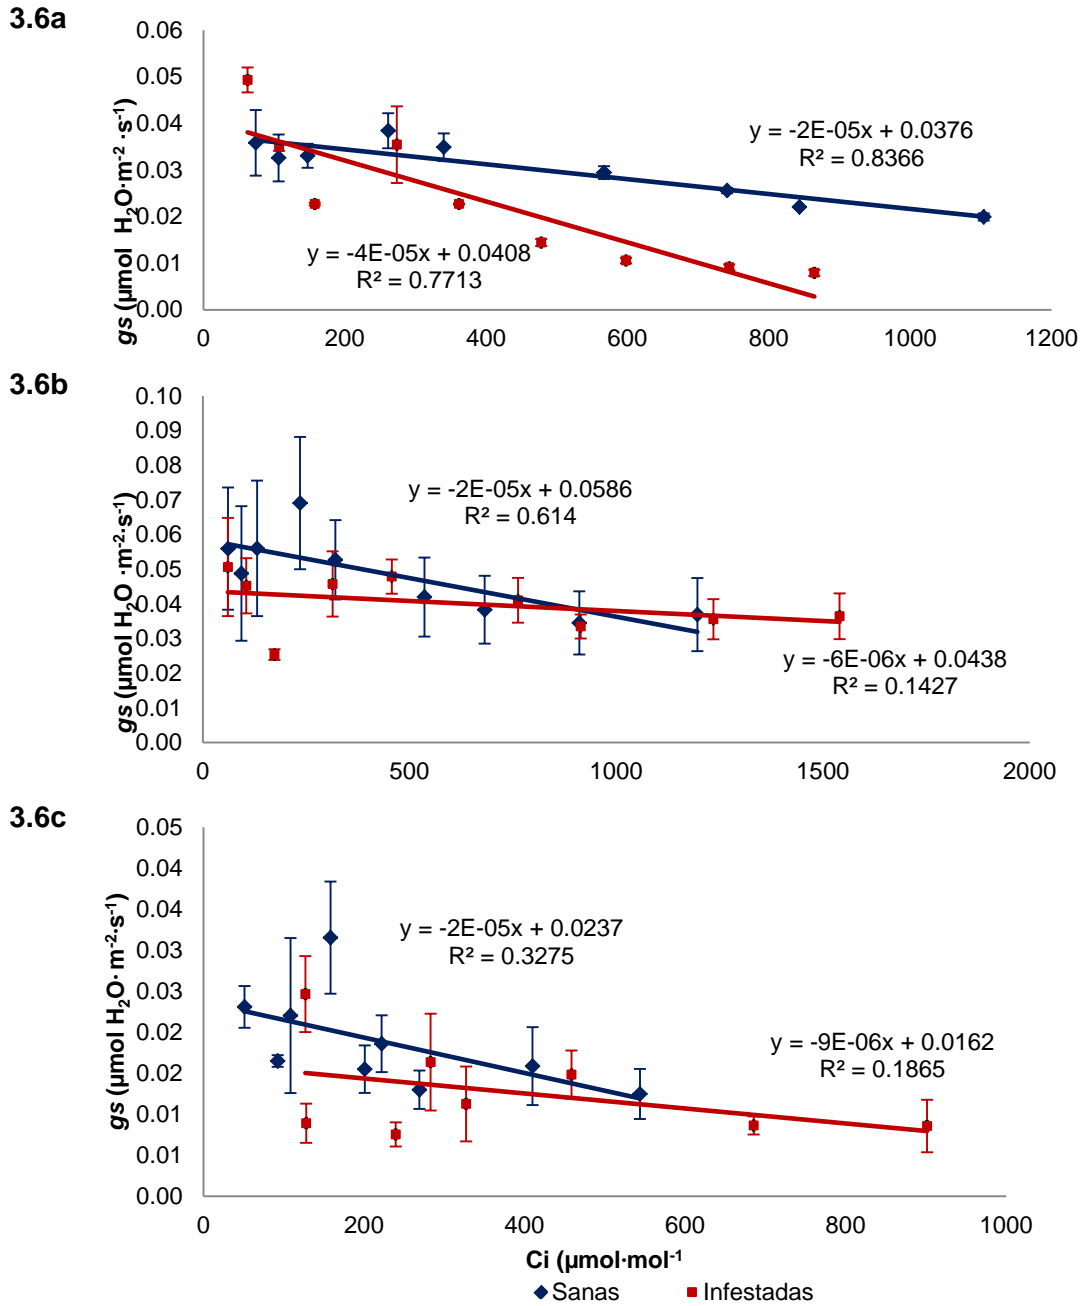 3.6a
gs (µmol H₂O·m⁻² ·s⁻¹)
0.06
0.05
0.04
0.03
0.02
0.01
0.00
y = -2E-05x + 0.0376
R² = 0.8366
y = -4E-05x + 0.0408
R² = 0.7713
0 200 400 600 800 1000 1200
3.6b
gs (µmol H₂O ·m⁻²·s⁻¹)
0.10
0.09
0.08
0.07
0.06
0.05
0.04
0.03
0.02
0.01
0.00
y = -2E-05x + 0.0586
R² = 0.614
y = -6E-06x + 0.0438
R² = 0.1427
0 500 1000 1500 2000
3.6c
gs (µmol H₂O· m⁻²·s⁻¹)
0.05
0.04
0.04
0.03
0.03
0.02
0.02
0.01
0.01
0.00
y = -2E-05x + 0.0237
R² = 0.3275
y = -9E-06x + 0.0162
R² = 0.1865
0 200 400 600 800 1000
Ci (µmol·mol⁻¹
Sanas Infestadas